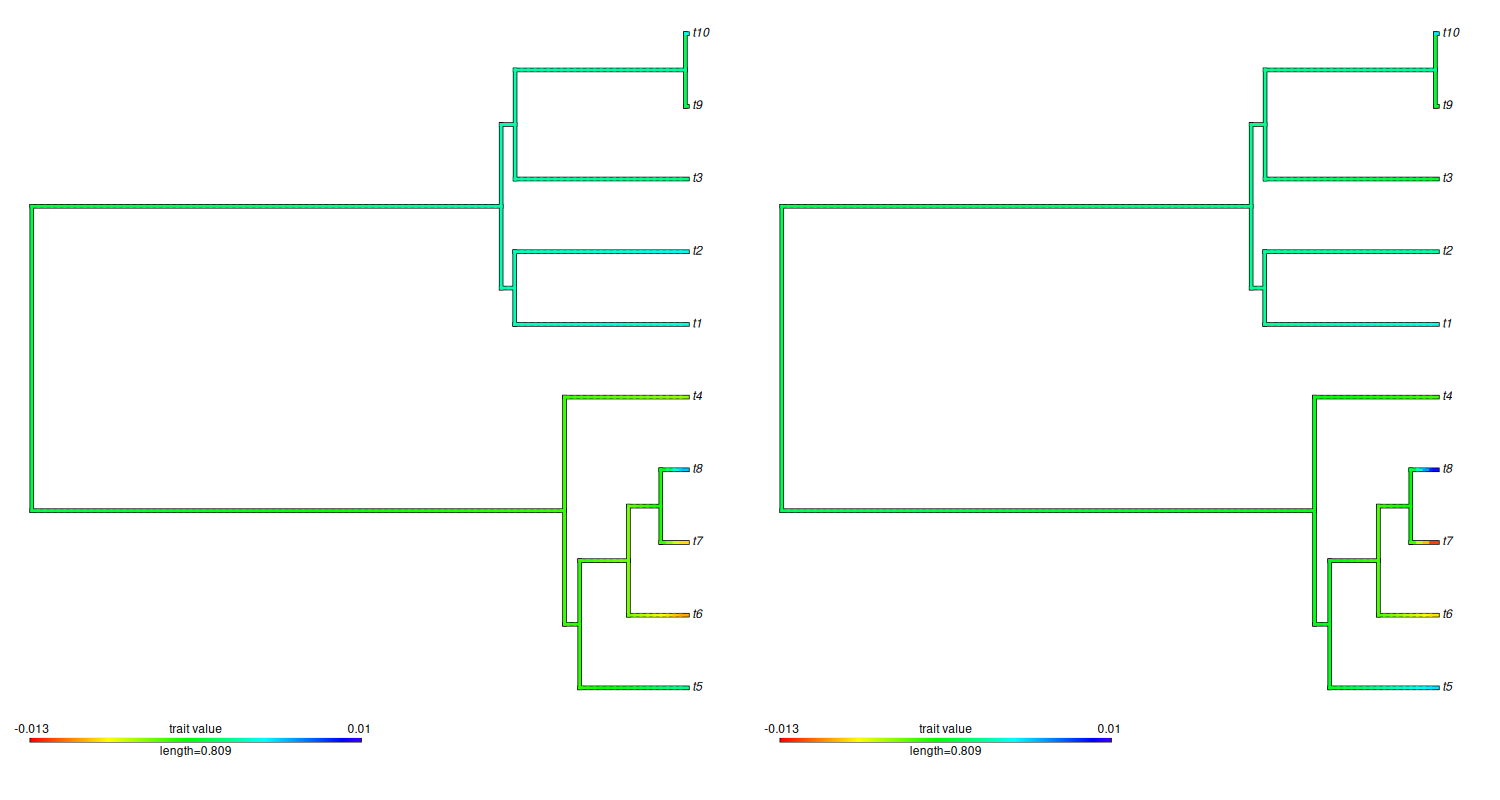 t10
t9
t3
t2
t1
t4
t8
t7
t6
t5
-0.013 trait value 0.01
length=0.809
t10
t9
t3
t2
t1
t4
t8
t7
t6
t5
-0.013 trait value 0.01
length=0.809